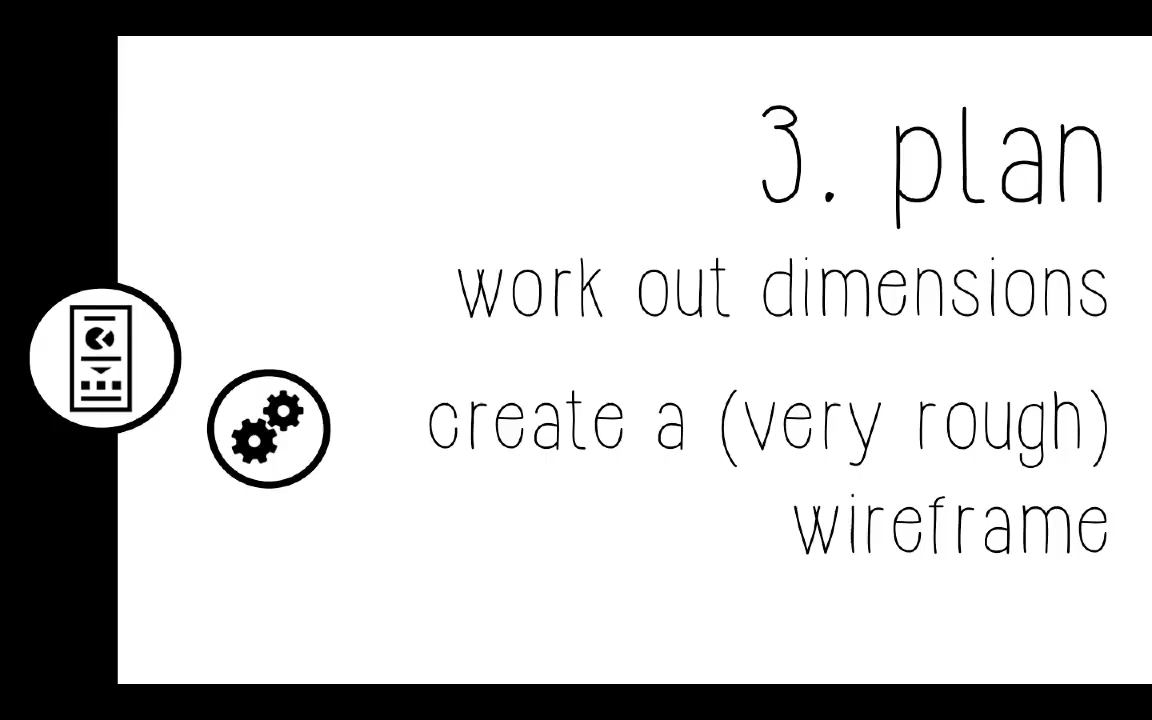 3. plan
work out dimensions
create a (very rough)
wireframe